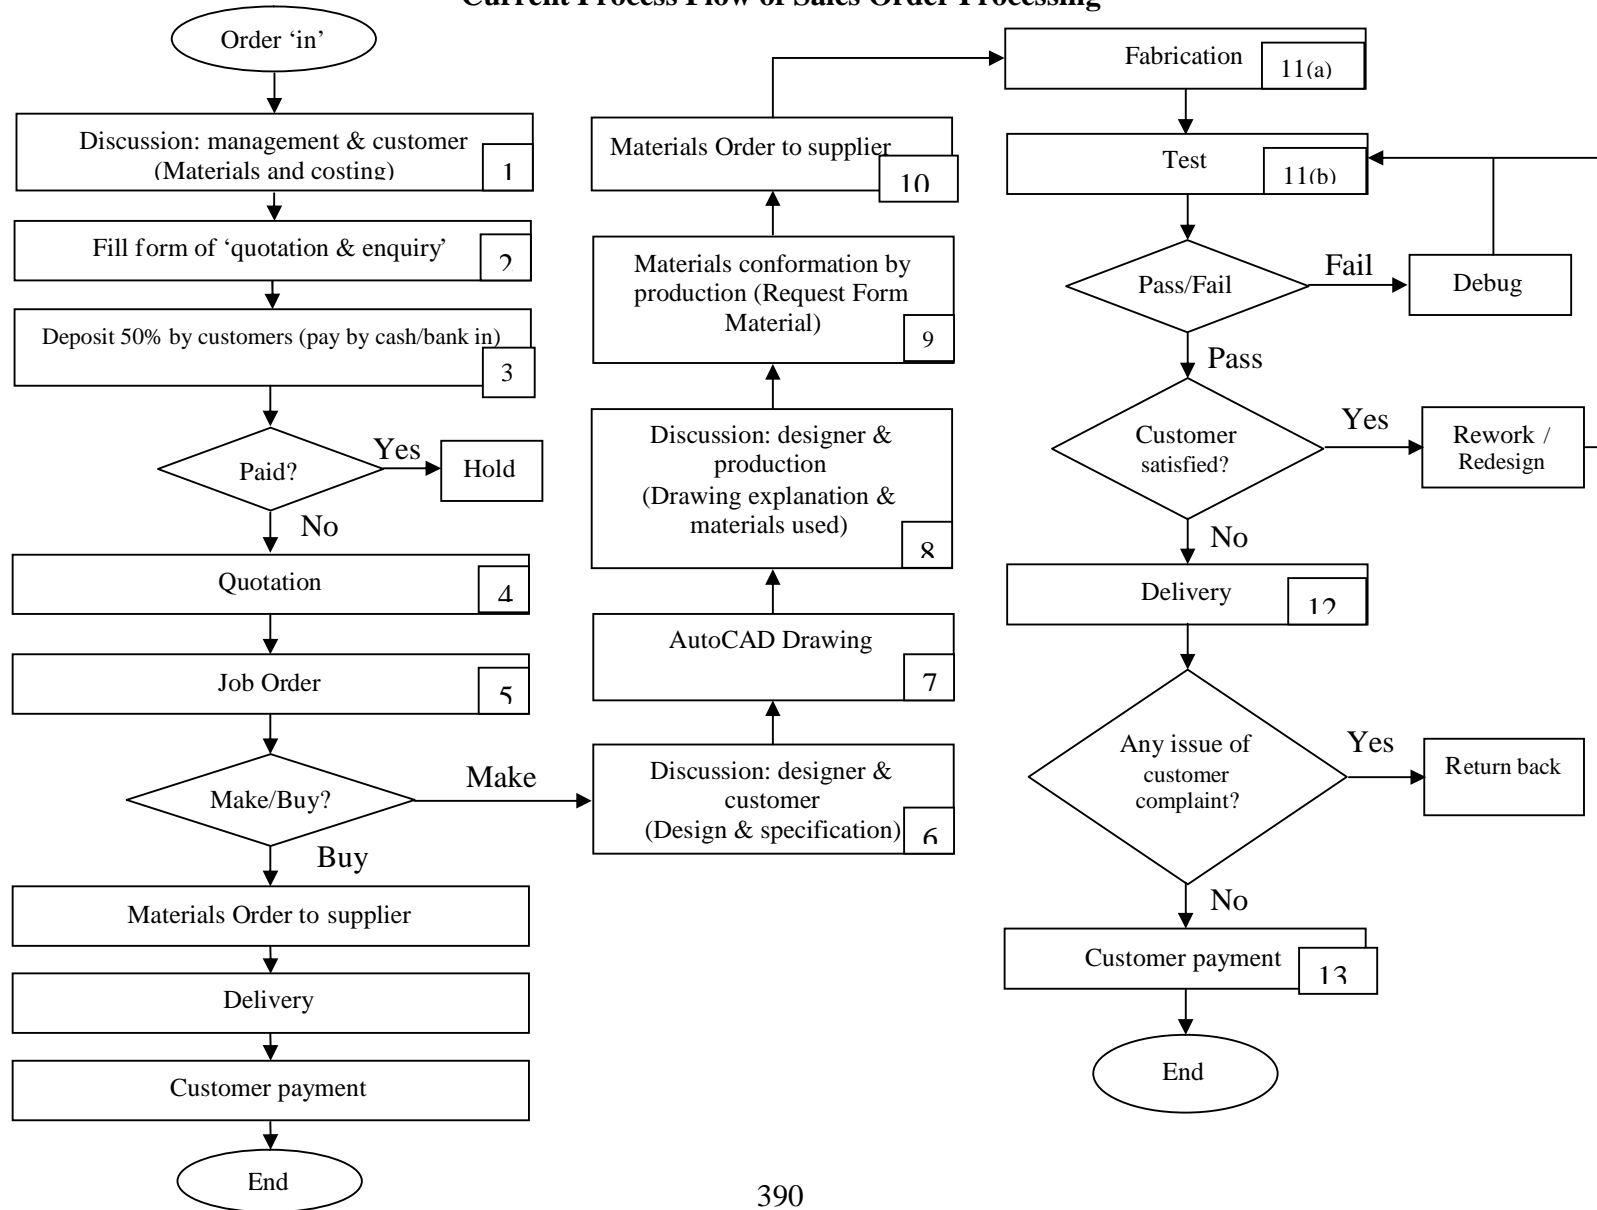 Current Process Flow of Sales Order Processing
Order ‘in’
Discussion: management & customer
(Materials and costing)
1
Fill form of ‘quotation & enquiry’
2
Deposit 50% by customers (pay by cash/bank in)
3
Paid?
Yes
Hold
No
Quotation
4
Job Order
5
Make/Buy?
Make
Buy
Materials Order to supplier
Delivery
Customer payment
End
Materials Order to supplier
10
Materials conformation by
production (Request Form
Material)
9
Discussion: designer &
production
(Drawing explanation &
materials used)
8
AutoCAD Drawing
7
Discussion: designer &
customer
(Design & specification)
6
Fabrication
11(a)
Test
11(b)
Pass/Fail
Fail
Debug
Pass
Customer
satisfied?
Yes
Rework /
Redesign
No
Delivery
12
Any issue of
customer
complaint?
Yes
Return back
No
Customer payment
13
End
390